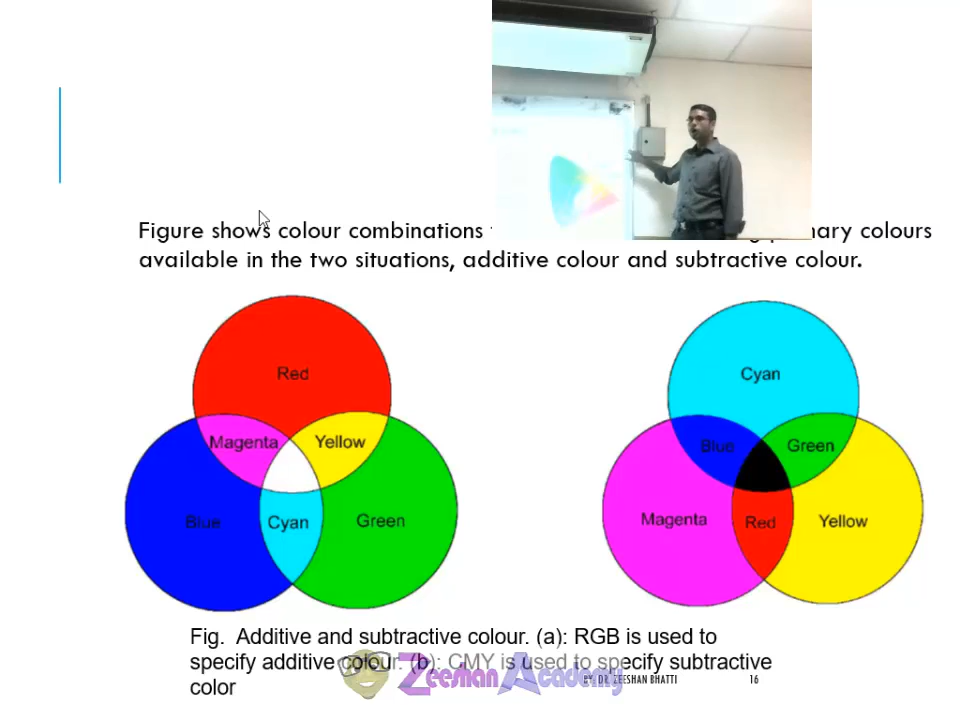 Figure shows colour combinations
colours
available in the two situations, additive colour and subtractive colour.
Red
Magenta
Yellow
Blue
Cyan
Green
Cyan
Blue
Green
Magenta
Red
Yellow
Fig. Additive and subtractive colour. (a): RGB is used to
specify additive colour. (b): CMY is used to specify subtractive
color
Zeeshan Academy
BY: DR. ZEESHAN BHATTI
16